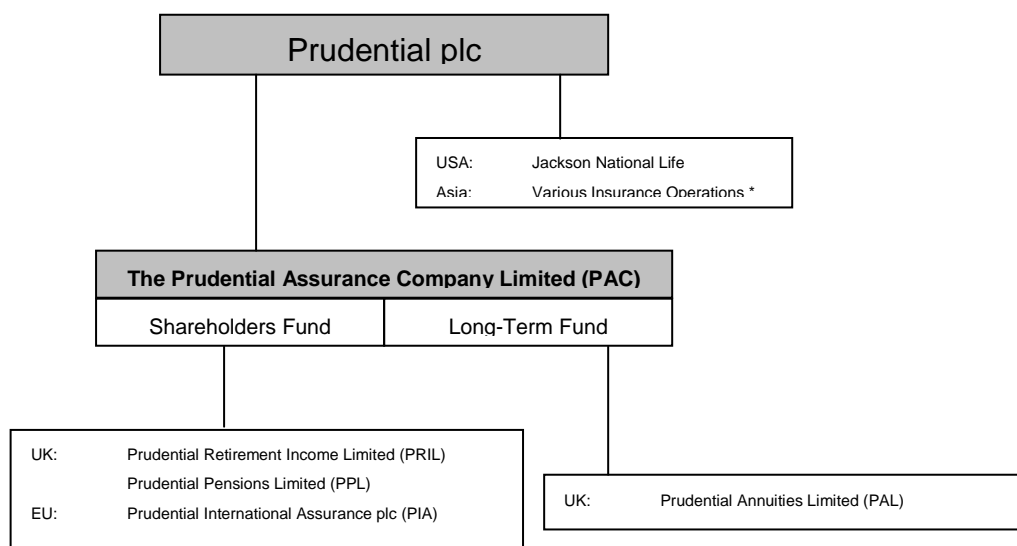 Prudential plc
USA: Jackson National Life
Asia: Various Insurance Operations *
The Prudential Assurance Company Limited (PAC)
Shareholders Fund Long-Term Fund
UK: Prudential Retirement Income Limited (PRIL)
Prudential Pensions Limited (PPL)
EU: Prudential International Assurance plc (PIA)
UK: Prudential Annuities Limited (PAL)